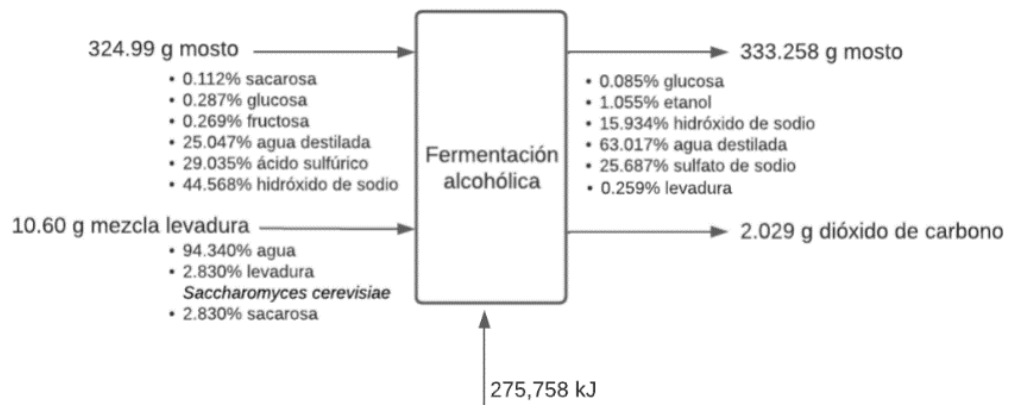 324.99 g mosto
• 0.112% sacarosa
• 0.287% glucosa
• 0.269% fructosa
• 25.047% agua destilada
• 29.035% ácido sulfúrico
• 44.568% hidróxido de sodio
10.60 g mezcla levadura
• 94.340% agua
• 2.830% levadura
Saccharomyces cerevisiae
• 2.830% sacarosa
Fermentación
alcohólica
333.258 g mosto
• 0.085% glucosa
• 1.055% etanol
• 15.934% hidróxido de sodio
• 63.017% agua destilada
• 25.687% sulfato de sodio
• 0.259% levadura
2.029 g dióxido de carbono
275,758 kJ